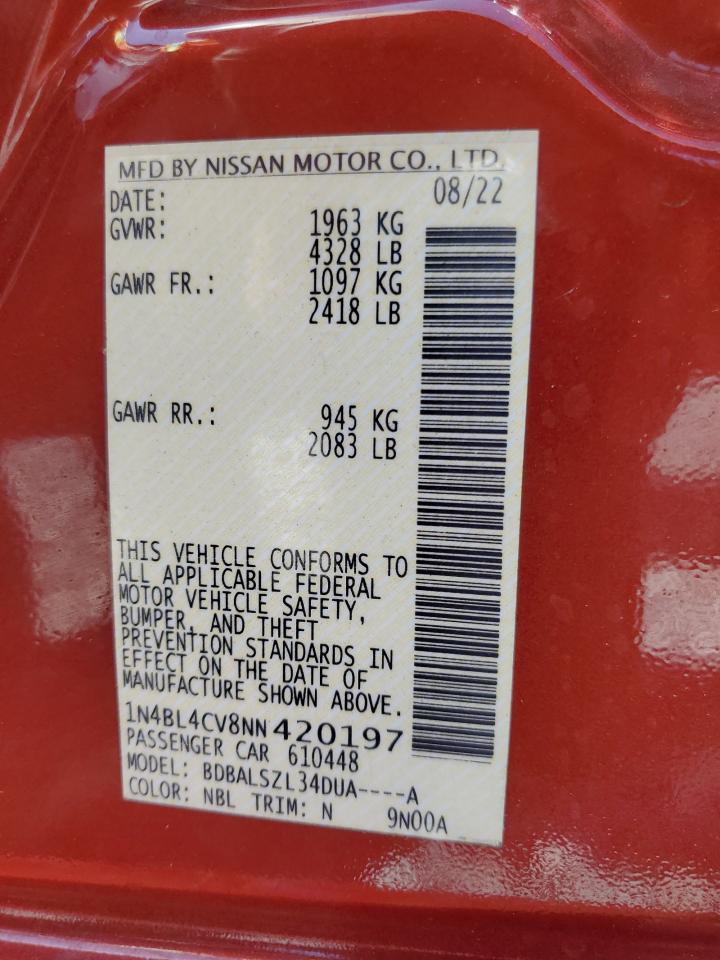 MFD BY NISSAN MOTOR CO., LTD.
DATE: 08/22
GVWR: 1963 KG
4328 LB
GAWR FR.: 1097 KG
2418 LB
GAWR RR.: 945 KG
2083 LB
THIS VEHICLE CONFORMS TO
ALL APPLICABLE FEDERAL
MOTOR VEHICLE SAFETY,
BUMPER, AND THEFT
PREVENTION STANDARDS IN
EFFECT ON THE DATE OF
MANUFACTURE SHOWN ABOVE.
1N4BL4CV8NN420197
PASSENGER CAR 610448
MODEL: BDBALSZL34DUA----A
COLOR: NBL TRIM: N 9N00A